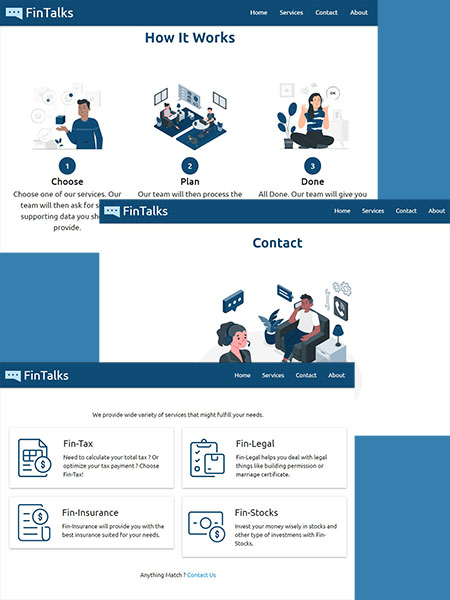 FinTalks
Home Services Contact About
How It Works
OK
1
2
3
Choose
Plan
Done
Choose one of our services. Our
team will then ask for
supporting data you
provide.
Our team will then process the
All Done. Our team will give you
FinTalks
Home Services Contact About
Contact
FinTalks
Home Services Contact About
We provide wide variety of services that might fulfill your needs.
Fin-Tax
Need to calculate your total tax ? Or
optimize your tax payment ? Choose
Fin-Tax!
Fin-Legal
Fin-Legal helps you deal with legal
things like building permission or
marriage certificate.
Fin-Insurance
Fin-Insurance will provide you with the
best insurance suited for your needs.
Fin-Stocks
Invest your money wisely in stocks and
other type of investmens with Fin-
Stocks.
Anything Match ? Contact Us